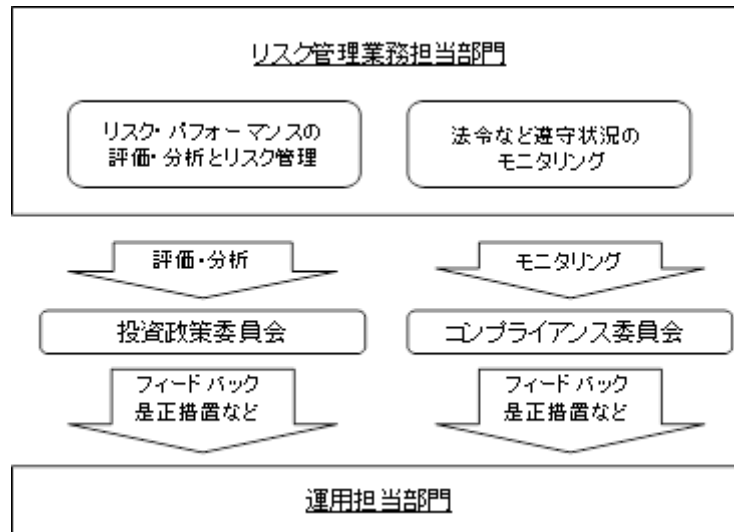 リスク管理業務担当部門
リスク・パフォーマンスの
評価・分析とリスク管理
法令など遵守状況の
モニタリング
評価・分析
モニタリング
投資政策委員会
コンプライアンス委員会
フィードバック
是正措置など
フィードバック
是正措置など
運用担当部門